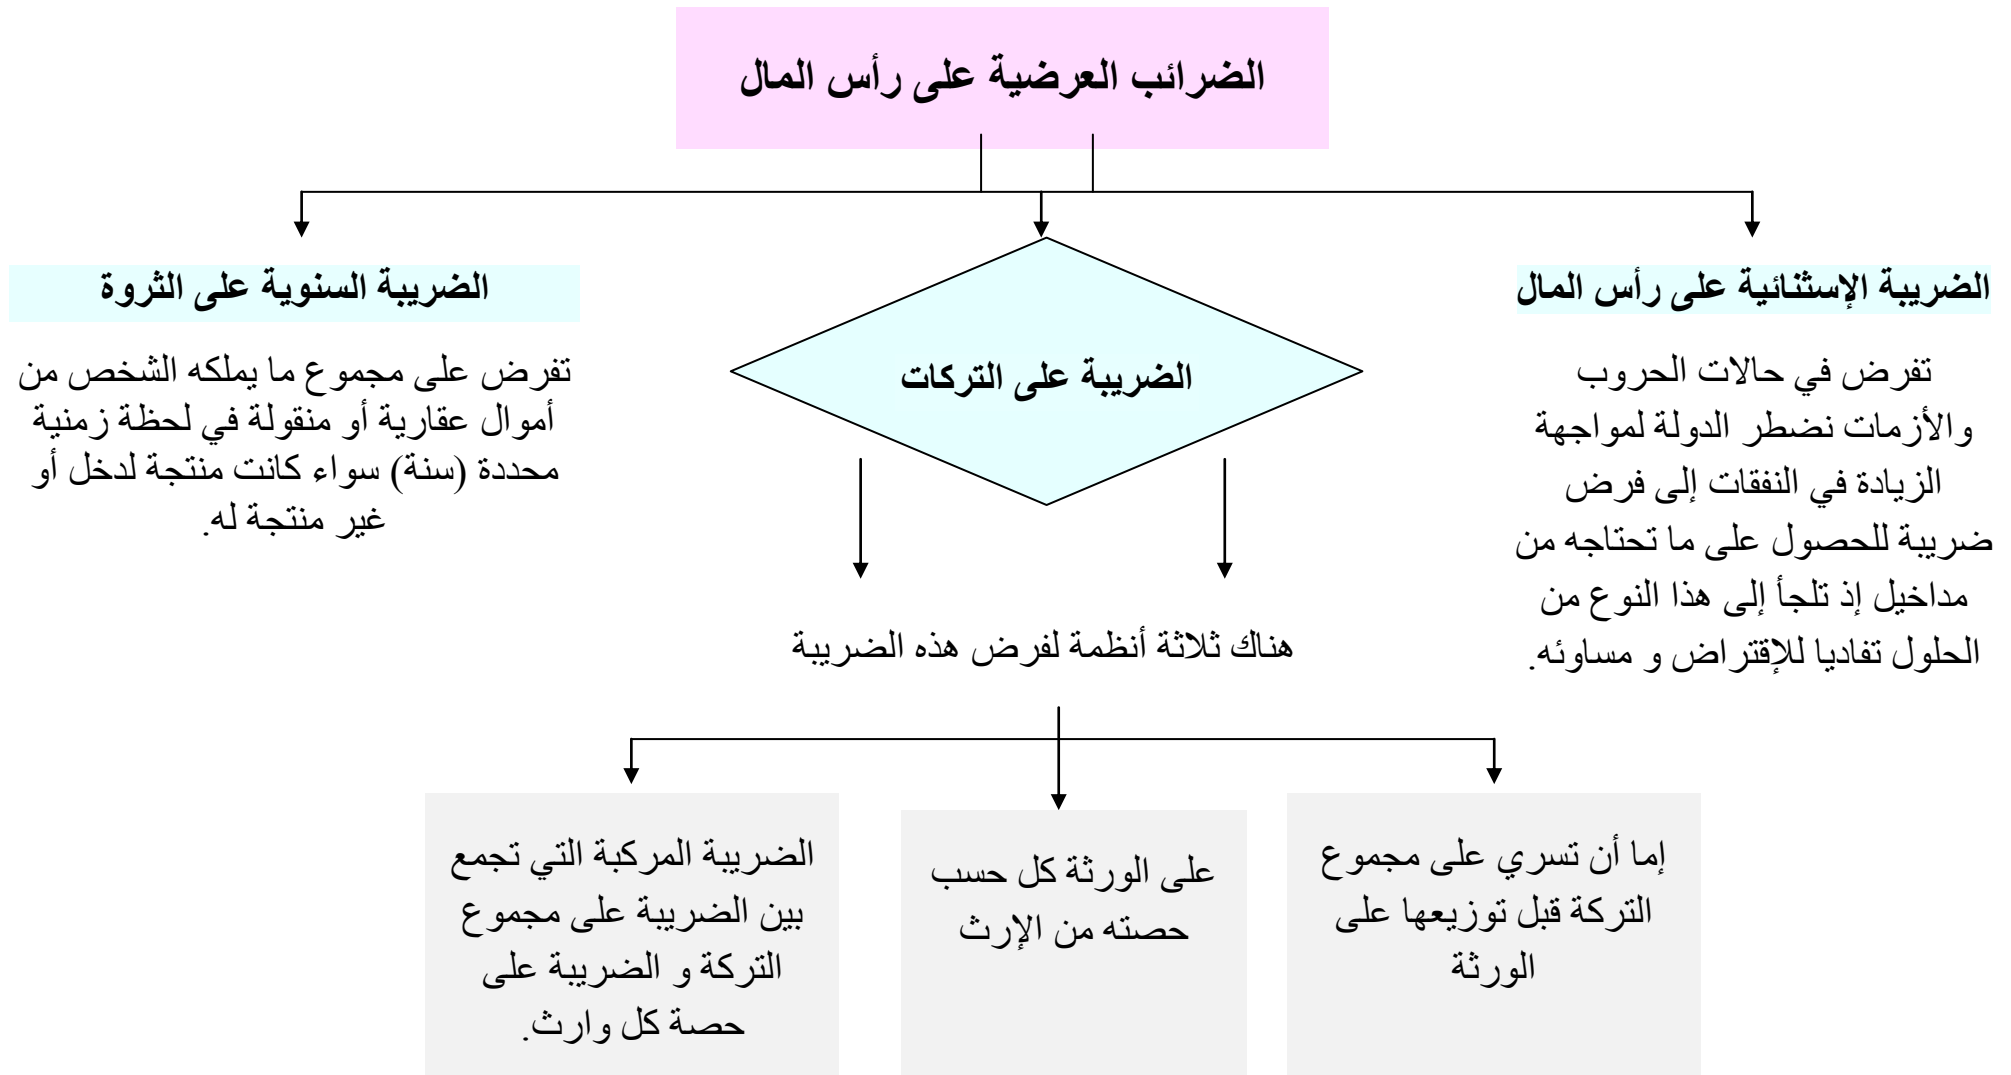 الضرائب العرضية على رأس المال
الضريبة الإستثنائية على رأس المال
تفرض في حالات الحروب
والأزمات نضطر الدولة لمواجهة
الزيادة في النفقات إلى فرض
ضريبة للحصول على ما تحتاجه من
مداخيل إذ تلجأ إلى هذا النوع من
الحلول تفاديا للإقتراض و مساوئه.
الضريبة على التركات
الضريبة السنوية على الثروة
تفرض على مجموع ما يملكه الشخص من
أموال عقارية أو منقولة في لحظة زمنية
محددة (سنة) سواء كانت منتجة لدخل أو
غير منتجة له.
هناك ثلاثة أنظمة لفرض هذه الضريبة
إما أن تسري على مجموع
التركة قبل توزيعها على
الورثة
على الورثة كل حسب
حصته من الإرث
الضريبة المركبة التي تجمع
بين الضريبة على مجموع
التركة و الضريبة على
حصة كل وارث.